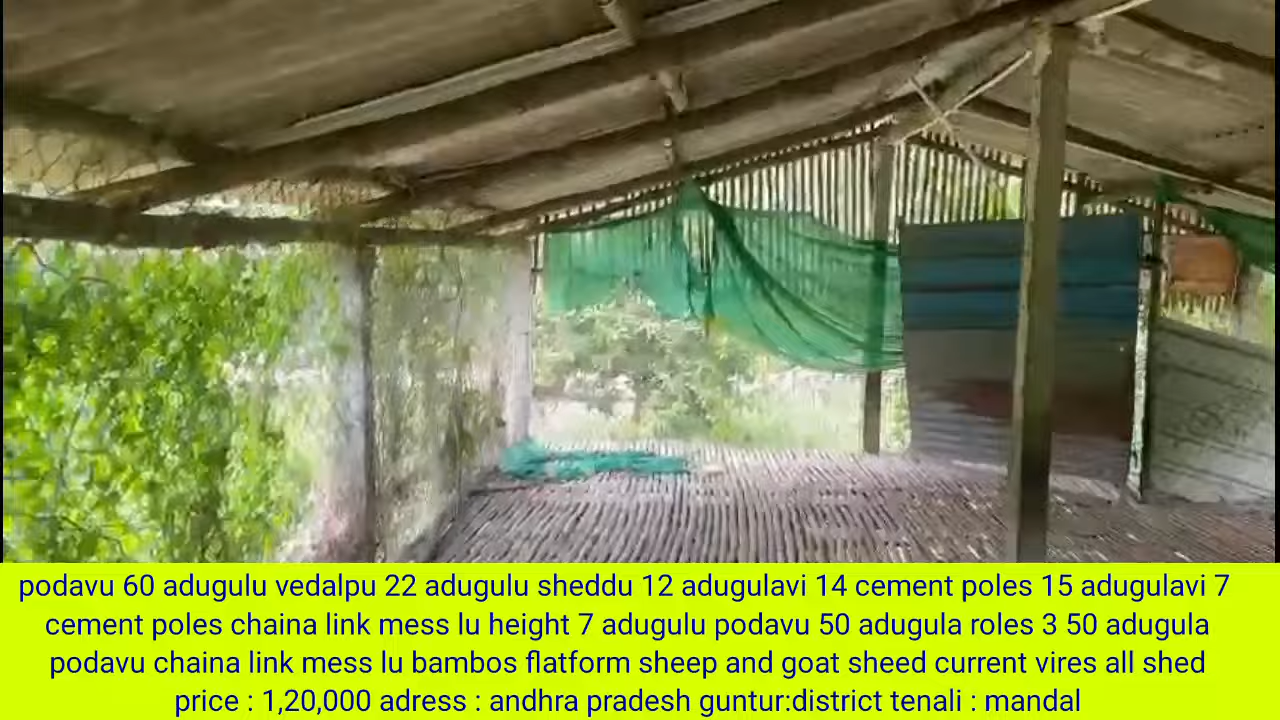 podavu 60 adugulu vedalpu 22 adugulu sheddu 12 adugulavi 14 cement poles 15 adugulavi 7
cement poles chaina link mess lu height 7 adugulu podavu 50 adugula roles 3 50 adugula
podavu chaina link mess lu bambos flatform sheep and goat sheed current vires all shed
price : 1,20,000 adress : andhra pradesh guntur:district tenali : mandal